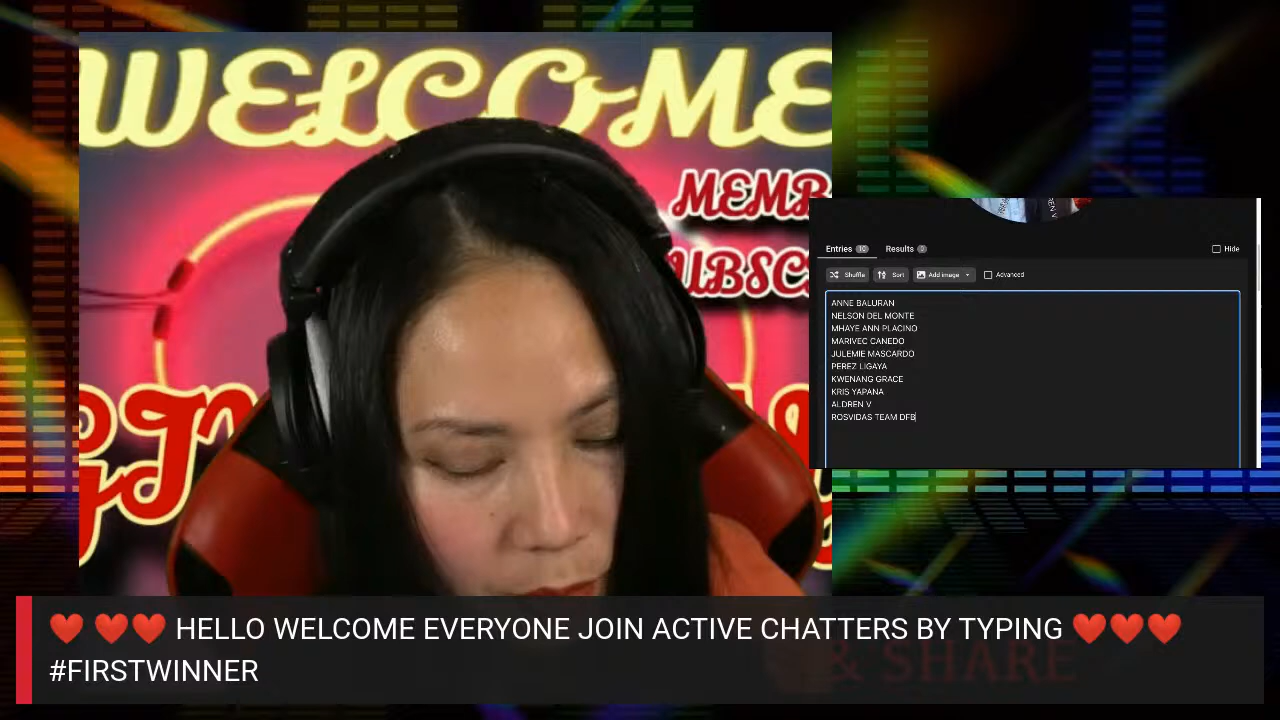 WELCOME
Entries 10 Results 0 Hide
Shuffle Sort Add image Advanced
ANNE BALURAN
NELSON DEL MONTE
MHAYE ANN PLACINO
MARIVEC CANEDO
JULEMIE MASCARDO
PEREZ LIGAYA
KWENANG GRACE
KRIS YAPANA
ALDREN V
ROSVIDAS TEAM DFB
❤️ ❤️❤️ HELLO WELCOME EVERYONE JOIN ACTIVE CHATTERS BY TYPING ❤️❤️❤️
#FIRSTWINNER
& SHARE